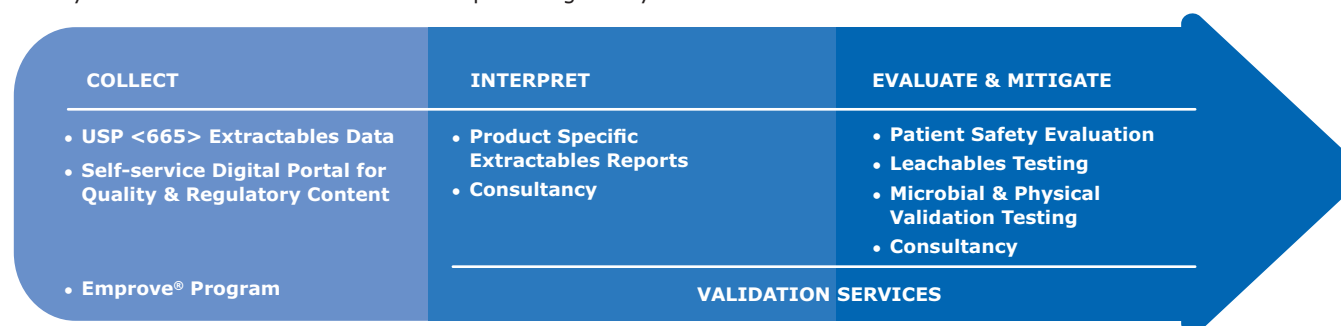 COLLECT
• USP <665> Extractables Data
• Self-service Digital Portal for
Quality & Regulatory Content
• Emprove® Program
INTERPRET
• Product Specific
Extractables Reports
• Consultancy
EVALUATE & MITIGATE
• Patient Safety Evaluation
• Leachables Testing
• Microbial & Physical
Validation Testing
• Consultancy
VALIDATION SERVICES